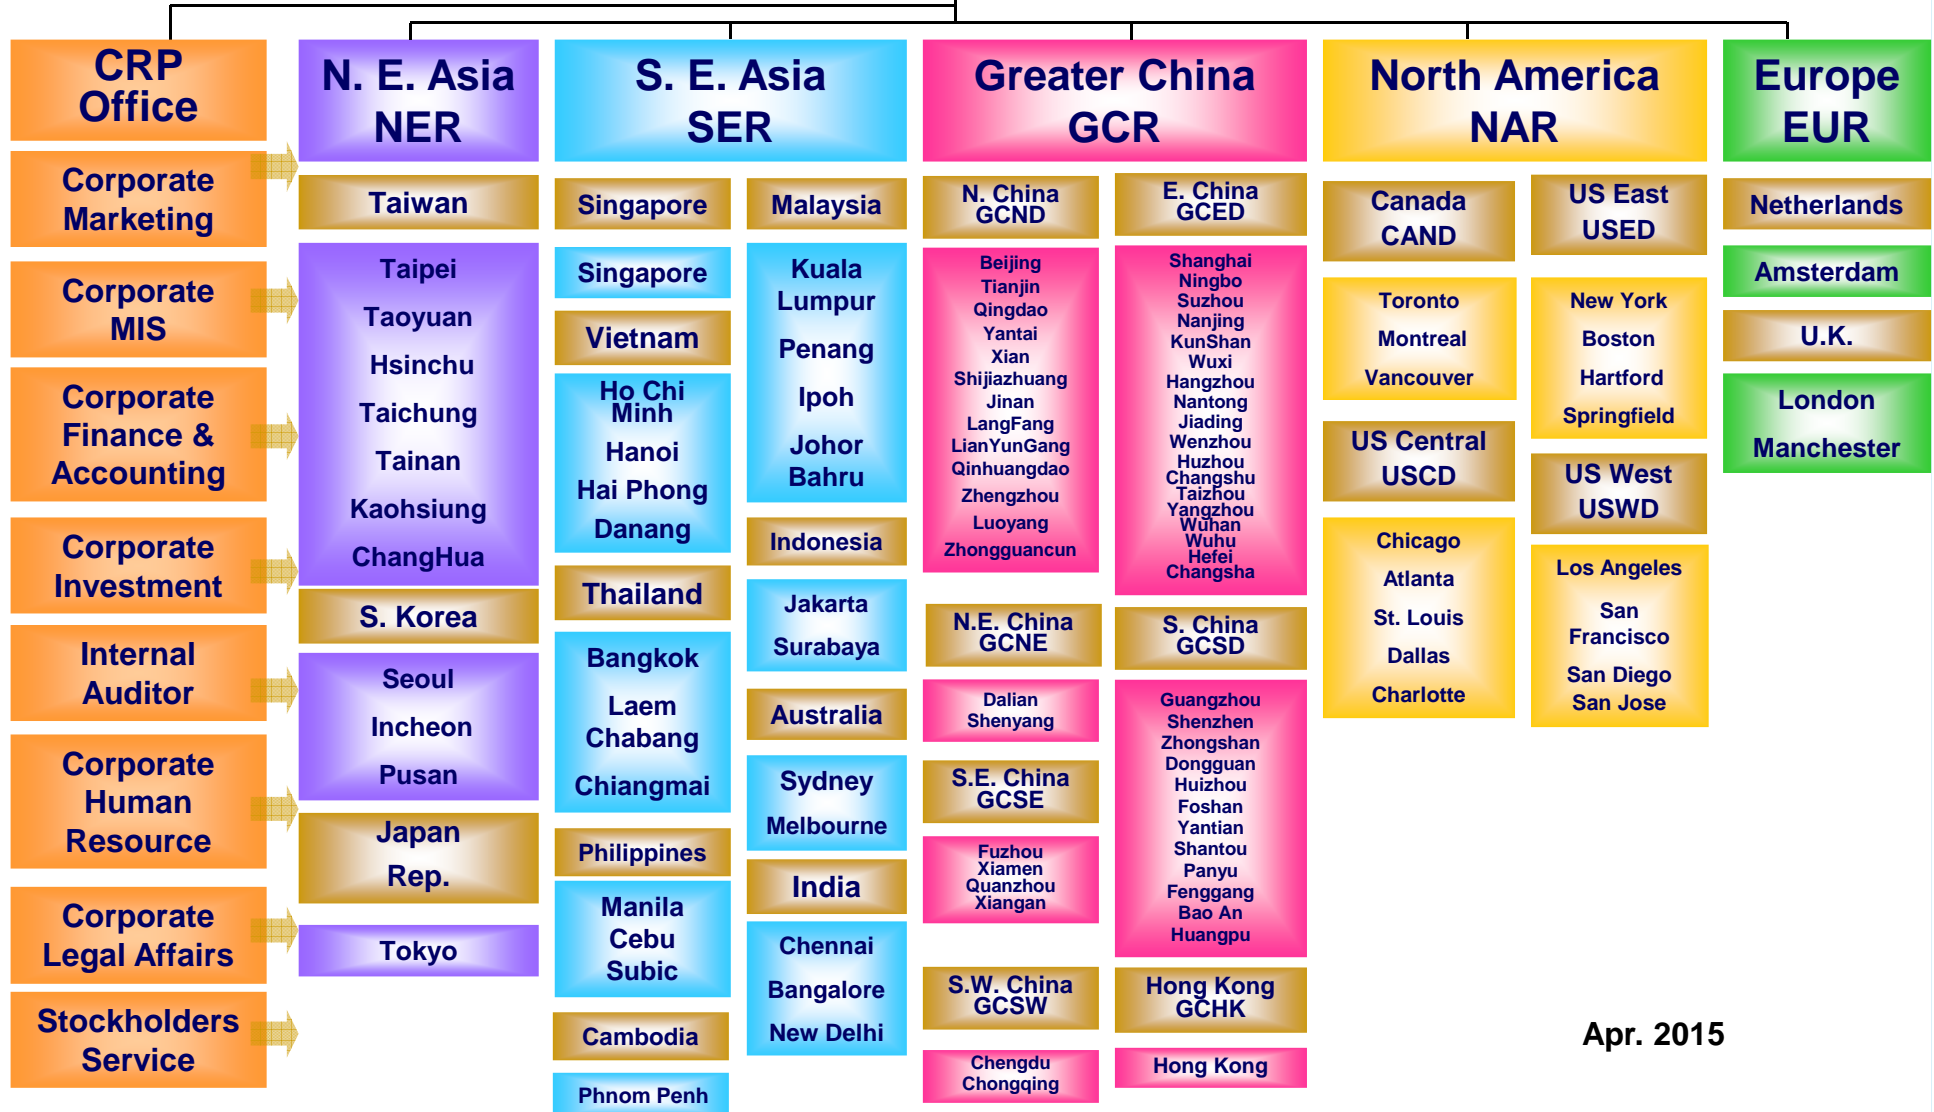 CRP
Office
Corporate
Marketing
Corporate
MIS
Corporate
Finance &
Accounting
Corporate
Investment
Internal
Auditor
Corporate
Human
Resource
Corporate
Legal Affairs
Stockholders
Service
N. E. Asia
NER
Taiwan
Taipei
Taoyuan
Hsinchu
Taichung
Tainan
Kaohsiung
ChangHua
S. Korea
Seoul
Incheon
Pusan
Japan
Rep.
Tokyo
S. E. Asia
SER
Singapore
Singapore
Vietnam
Ho Chi
Minh
Hanoi
Hai Phong
Danang
Thailand
Bangkok
Laem
Chabang
Chiangmai
Philippines
Manila
Cebu
Subic
Cambodia
Phnom Penh
Malaysia
Kuala
Lumpur
Penang
Ipoh
Johor
Bahru
Indonesia
Jakarta
Surabaya
Australia
Sydney
Melbourne
India
Chennai
Bangalore
New Delhi
Greater China
GCR
N. China
GCND
Beijing
Tianjin
Qingdao
Yantai
Xian
Shijiazhuang
Jinan
LangFang
LianYunGang
Qinhuangdao
Zhengzhou
Luoyang
Zhongguancun
N.E. China
GCNE
Dalian
Shenyang
S.E. China
GCSE
Fuzhou
Xiamen
Quanzhou
Xiangan
S.W. China
GCSW
Chengdu
Chongqing
E. China
GCED
Shanghai
Ningbo
Suzhou
Nanjing
KunShan
Wuxi
Hangzhou
Nantong
Jiading
Wenzhou
Huzhou
Changshu
Taizhou
Yangzhou
Wuhan
Wuhu
Hefei
Changsha
S. China
GCSD
Guangzhou
Shenzhen
Zhongshan
Dongguan
Huizhou
Foshan
Yantian
Shantou
Panyu
Fenggang
Bao An
Huangpu
Hong Kong
GCHK
Hong Kong
North America
NAR
Canada
CAND
Toronto
Montreal
Vancouver
US Central
USCD
Chicago
Atlanta
St. Louis
Dallas
Charlotte
US East
USED
New York
Boston
Hartford
Springfield
US West
USWD
Los Angeles
San
Francisco
San Diego
San Jose
Europe
EUR
Netherlands
Amsterdam
U.K.
London
Manchester
Apr. 2015